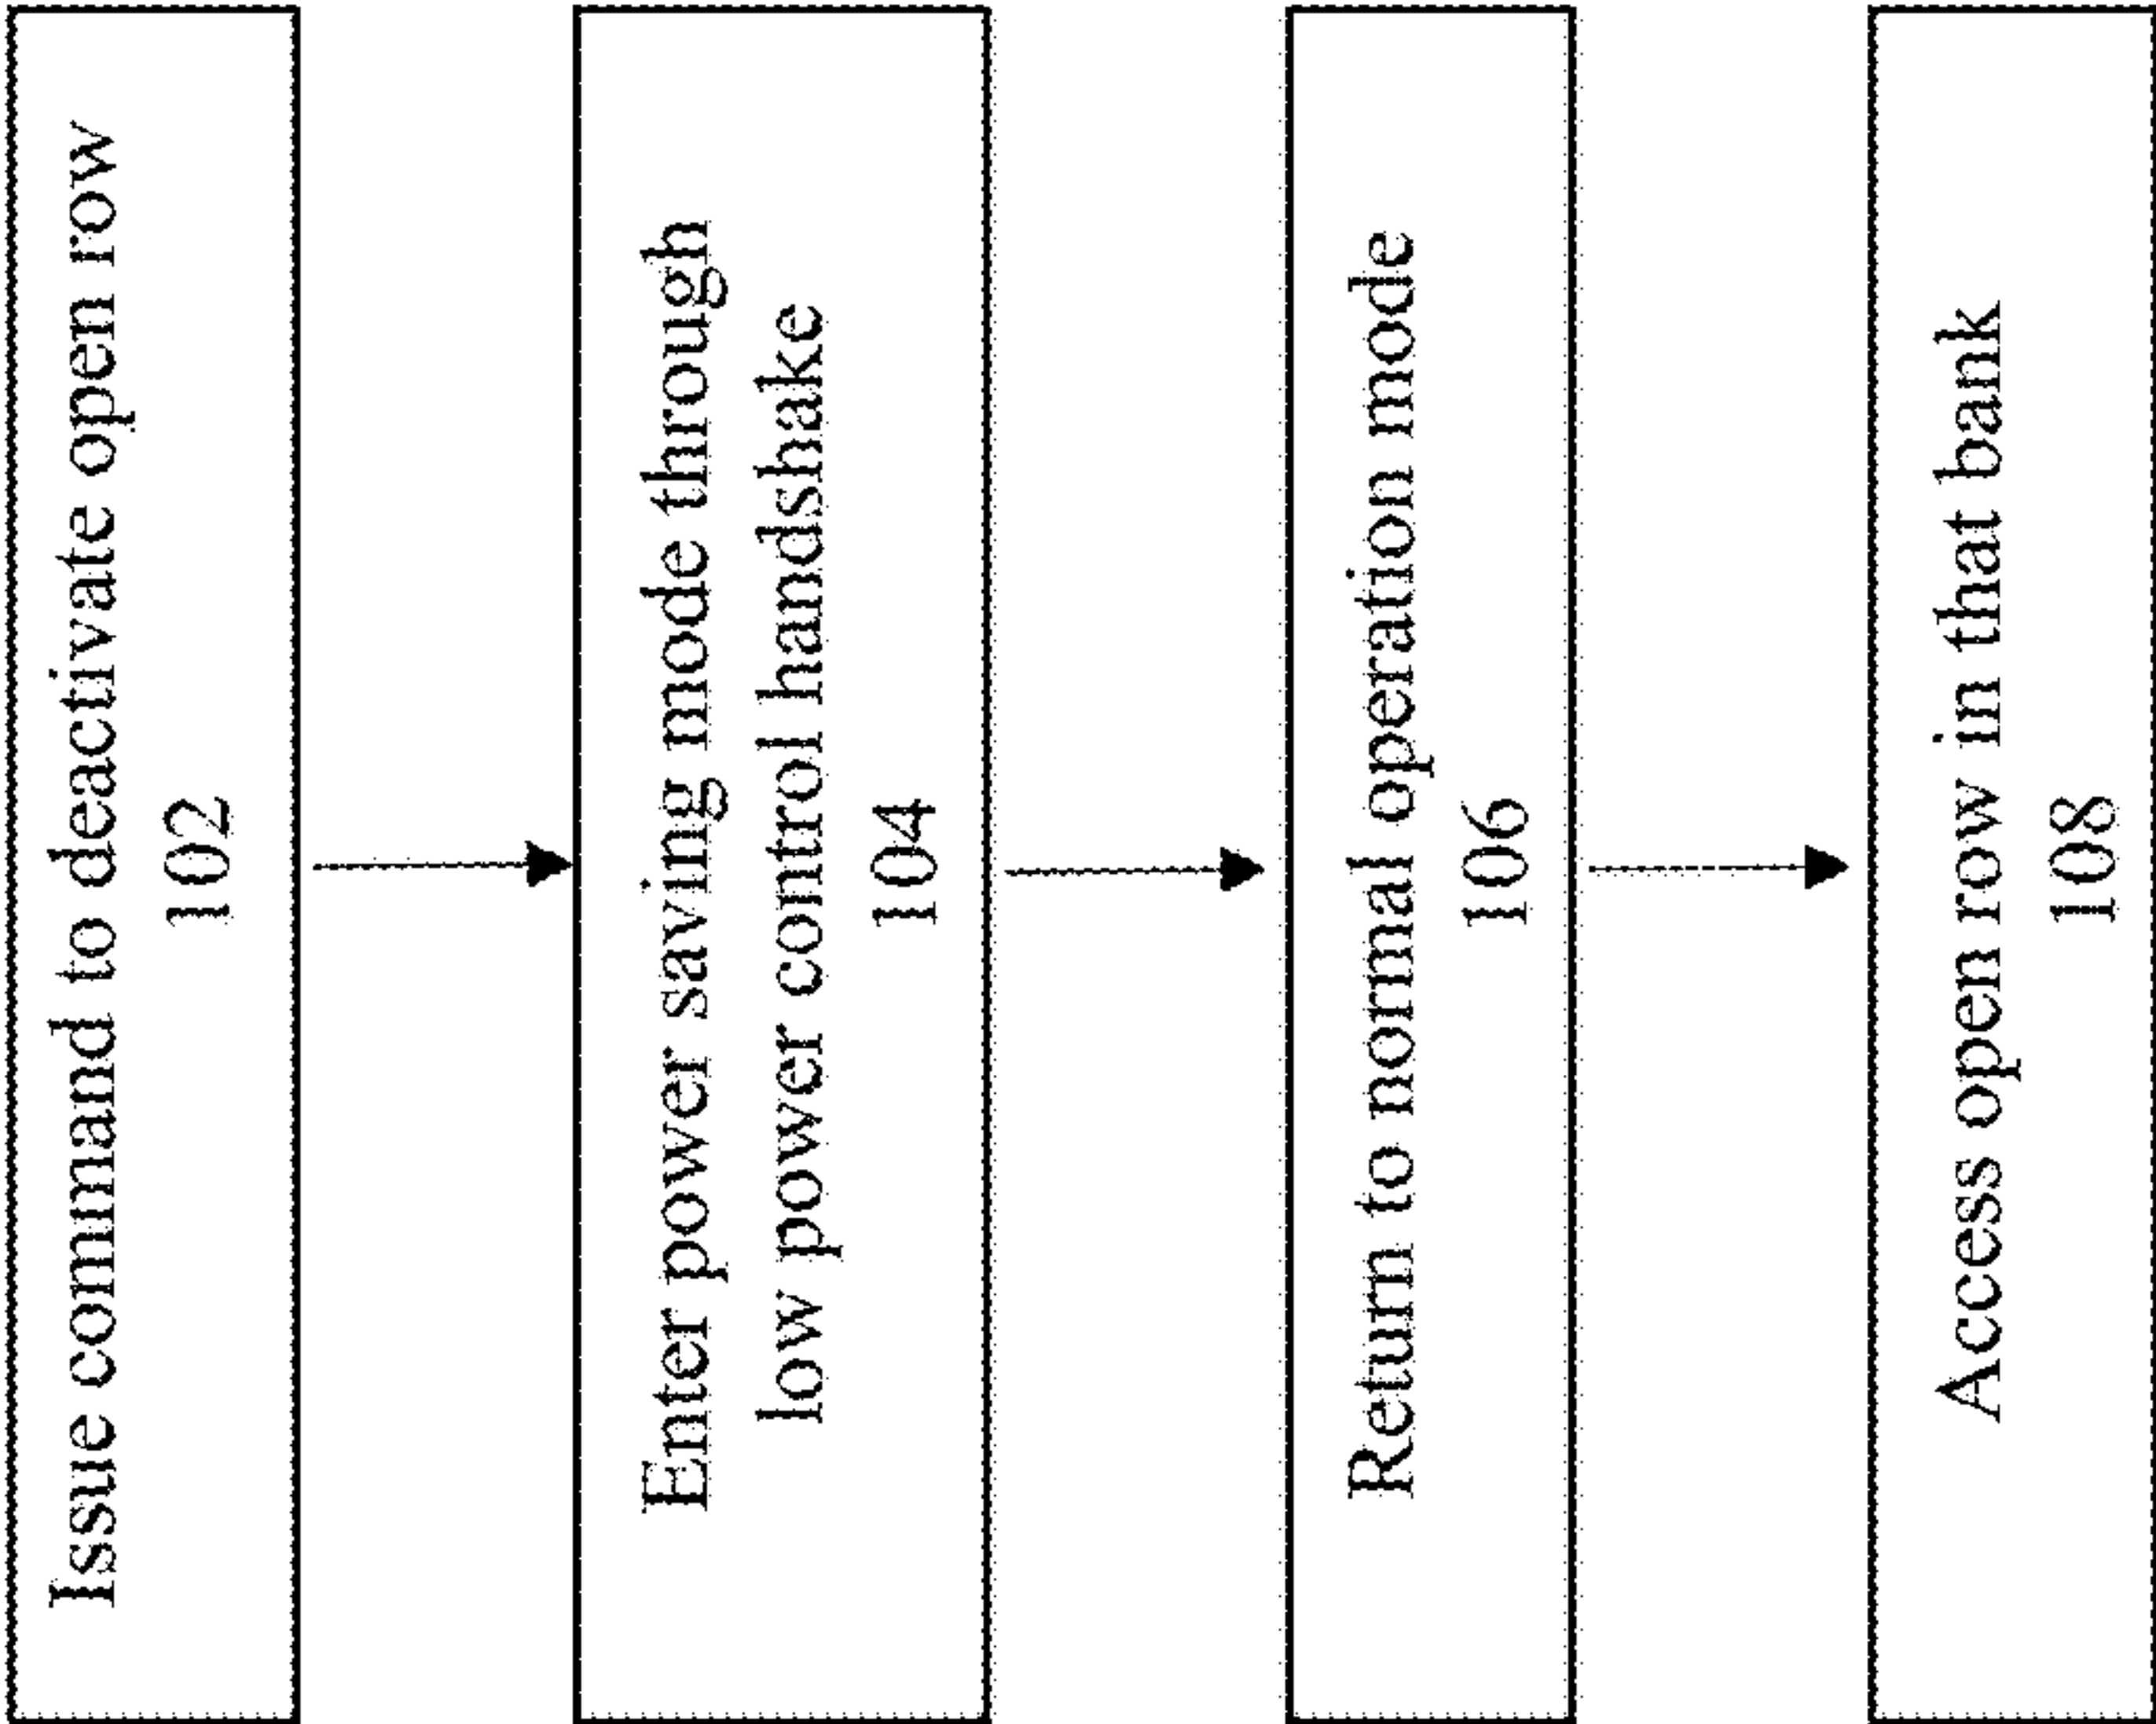 Issue command to deactivate open row
102
Enter power saving mode through
low power control handshake
104
Return to normal operation mode
106
Access open row in that bank
108